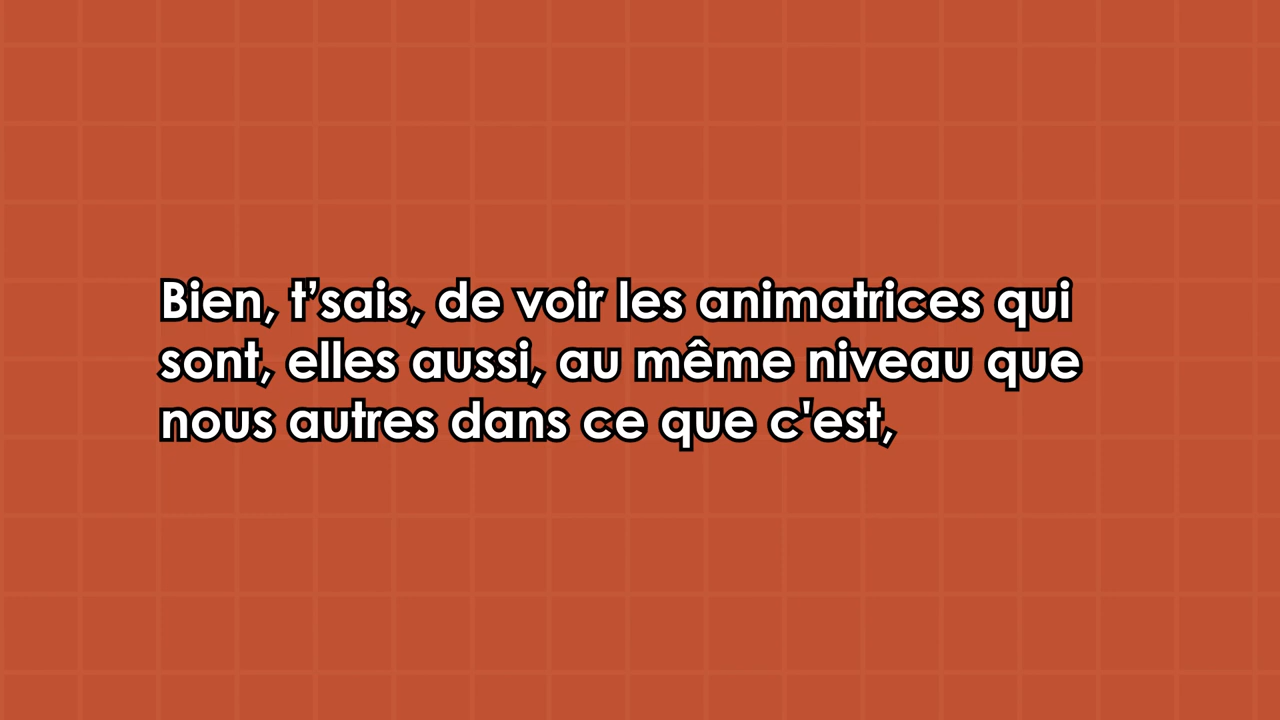 Bien, t’sais, de voir les animatrices qui
sont, elles aussi, au même niveau que
nous autres dans ce que c'est,